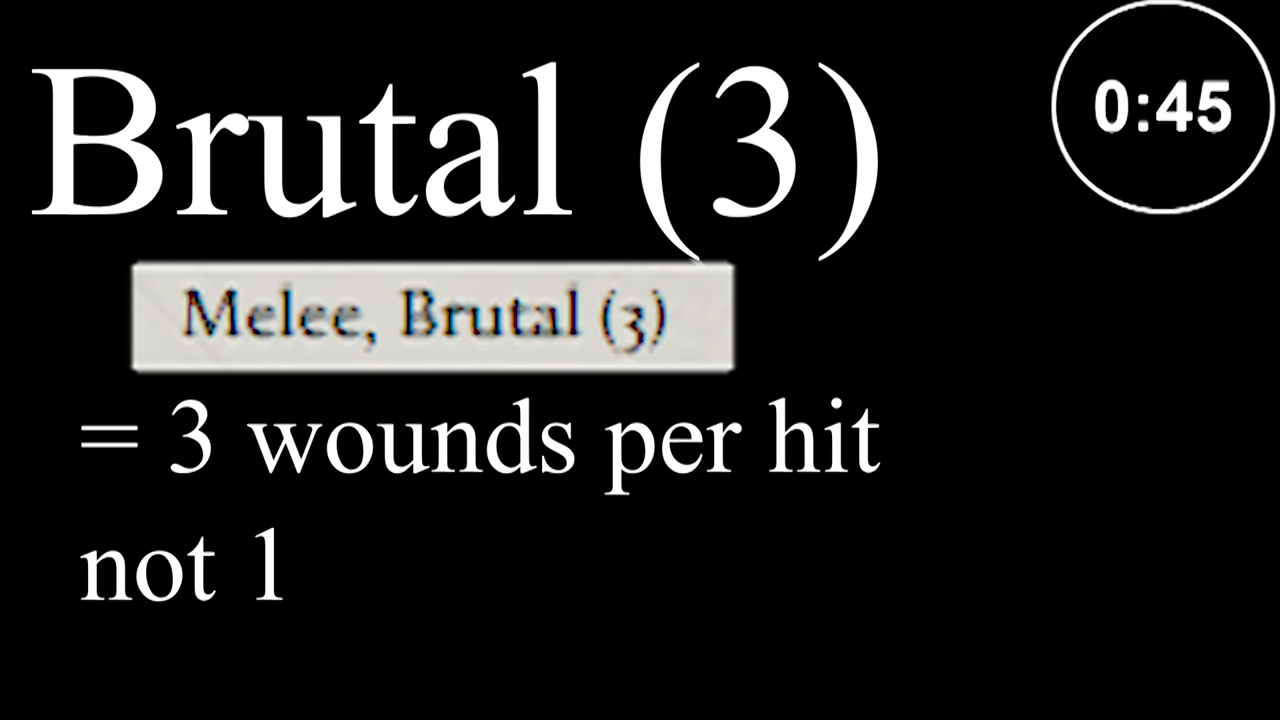 Brutal (3)
0:45
Melee, Brutal (3)
= 3 wounds per hit
not 1